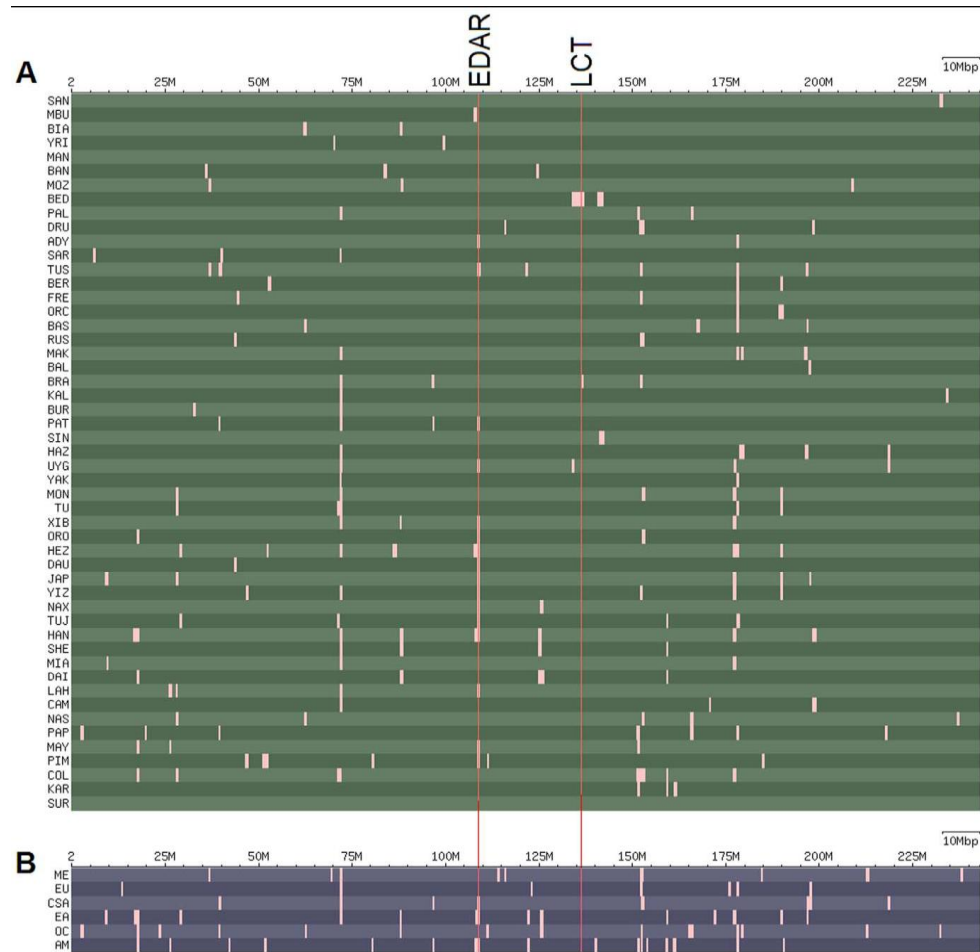 EDAR LCT
A
2 25M 50M 75M 100M 125M 150M 175M 200M 225M 10Mbp
SAN
MBU
BIA
YRI
MAN
BAN
MOZ
BED
PAL
DRU
ADY
SAR
TUS
BER
FRE
ORC
BAS
RUS
MAK
BAL
BRA
KAL
BUR
PAT
SIN
HAZ
UYG
YAK
MON
TU
XIB
ORO
HEZ
DAU
JAP
YIZ
NAX
TUJ
HAN
SHE
MIA
DAI
LAH
CAM
NAS
PAP
MAY
PIM
COL
KAR
SUR
B
2 25M 50M 75M 100M 125M 150M 175M 200M 225M 10Mbp
ME
EU
CSA
EA
OC
AM